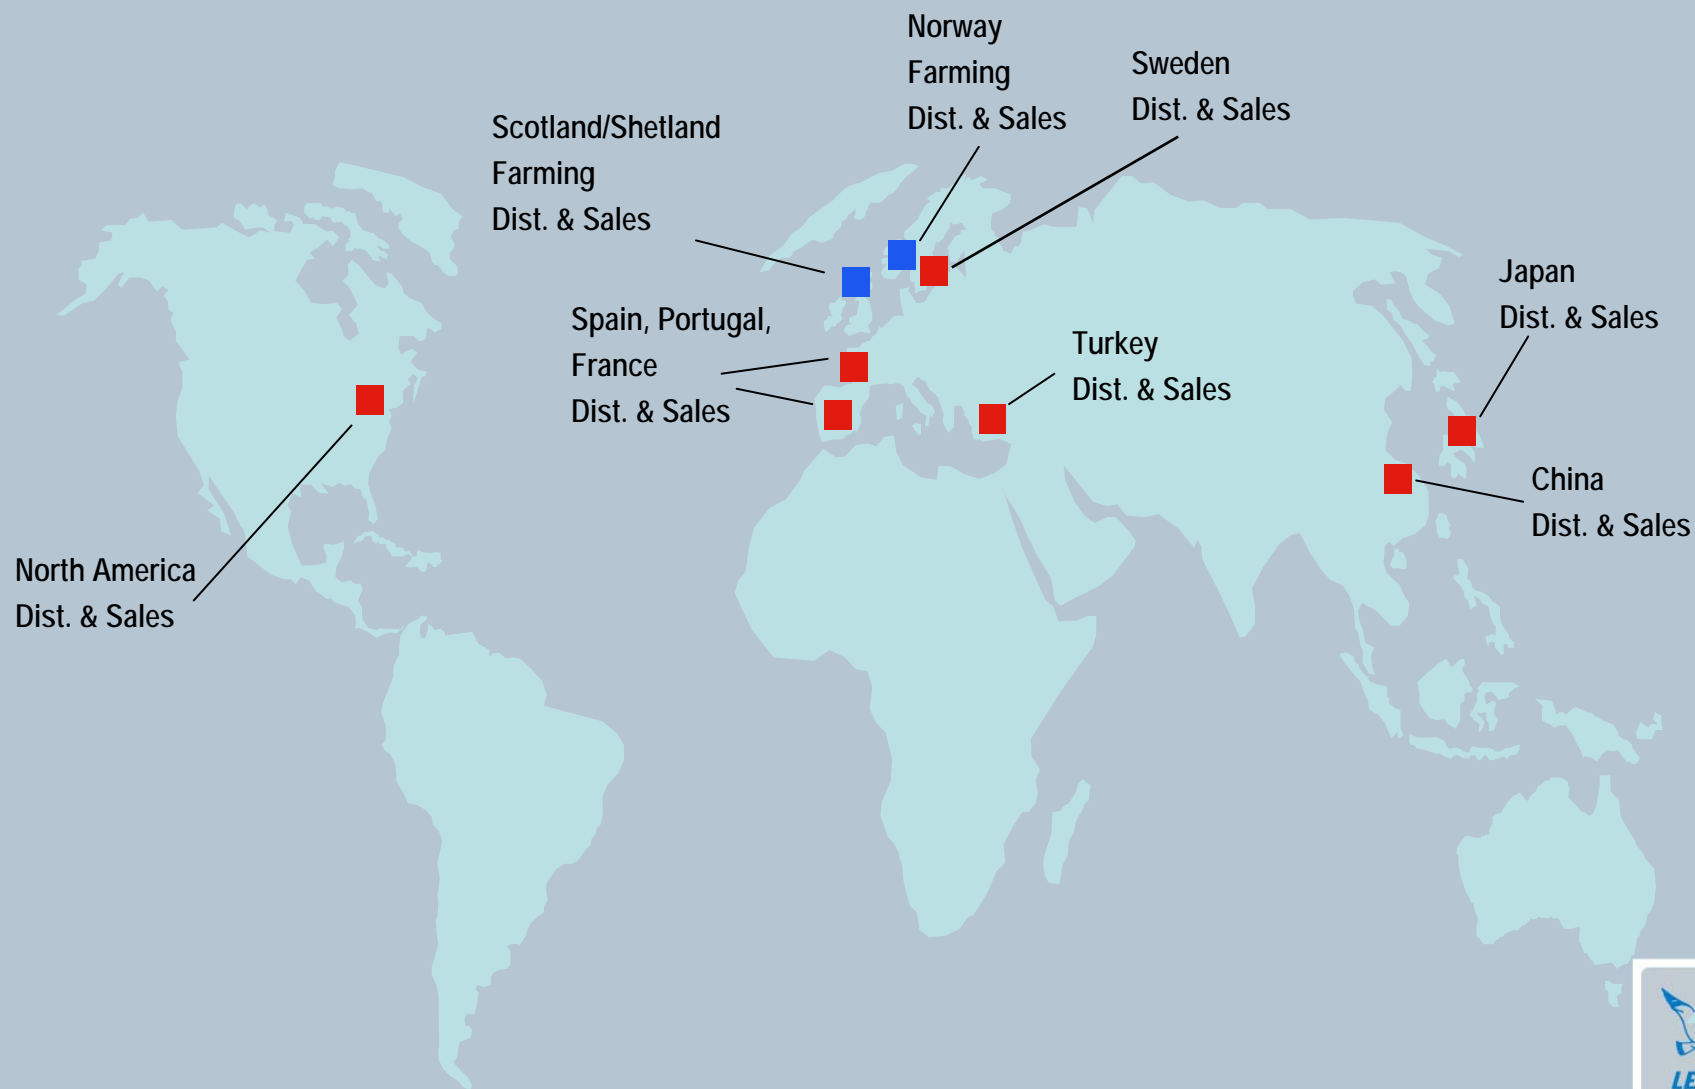 Norway
Farming
Dist. & Sales
Sweden
Dist. & Sales
Scotland/Shetland
Farming
Dist. & Sales
Spain, Portugal,
France
Dist. & Sales
Turkey
Dist. & Sales
Japan
Dist. & Sales
China
Dist. & Sales
North America
Dist. & Sales